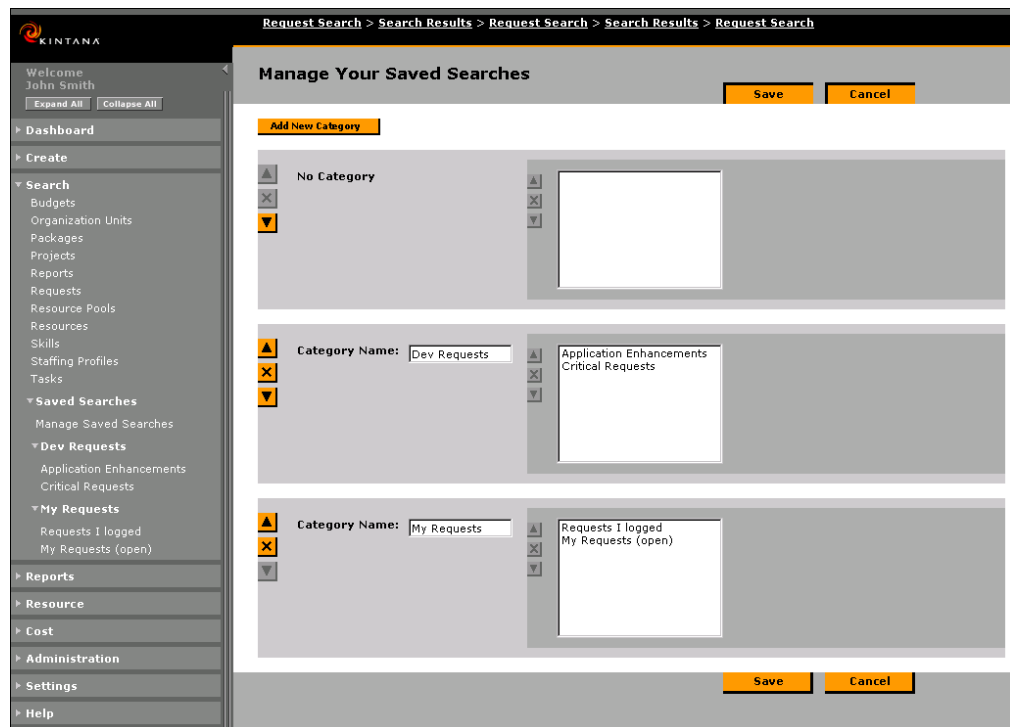 KINTANA
Request Search > Search Results > Request Search > Search Results > Request Search
Welcome
John Smith
Expand All Collapse All
Dashboard
Create
Search
Budgets
Organization Units
Packages
Projects
Reports
Requests
Resource Pools
Resources
Skills
Staffing Profiles
Tasks
Saved Searches
Manage Saved Searches
Dev Requests
Application Enhancements
Critical Requests
My Requests
Requests I logged
My Requests (open)
Reports
Resource
Cost
Administration
Settings
Help
Manage Your Saved Searches
Save Cancel
Add New Category
No Category
Category Name: Dev Requests
Application Enhancements
Critical Requests
Category Name: My Requests
Requests I logged
My Requests (open)
Save Cancel